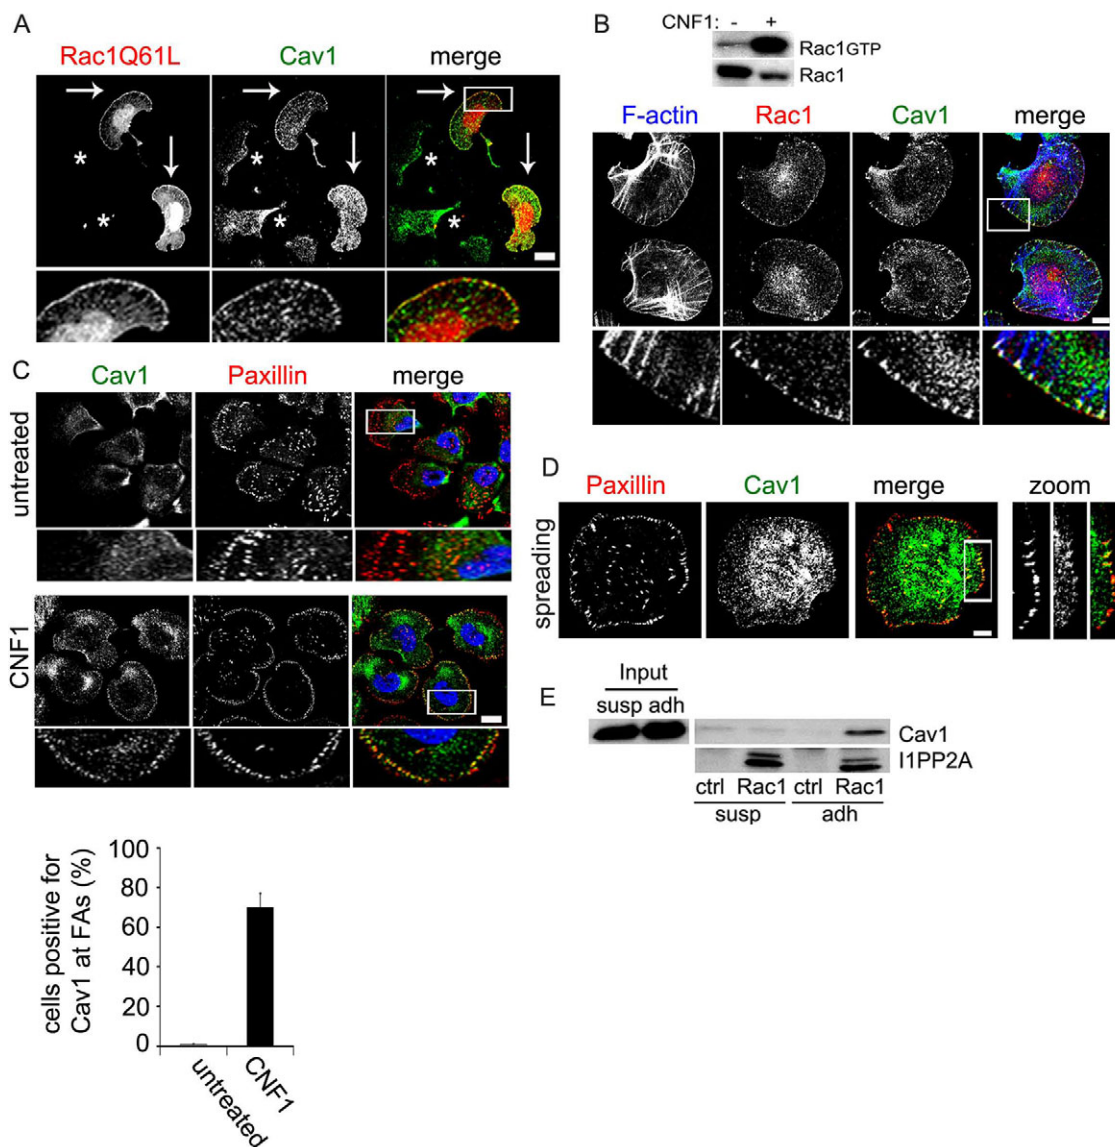 A
Rac1Q61L Cav1 merge
*
*
*
*
B
CNF1: - +
Rac1GTP
Rac1
F-actin Rac1 Cav1 merge
C
Cav1 Paxillin merge
untreated
CNF1
D
Paxillin Cav1 merge zoom
spreading
E
Input
susp adh
Cav1
I1PP2A
ctrl Rac1 ctrl Rac1
susp adh
cells positive for
Cav1 at FAs (%)
100
80
60
40
20
0
untreated
CNF1